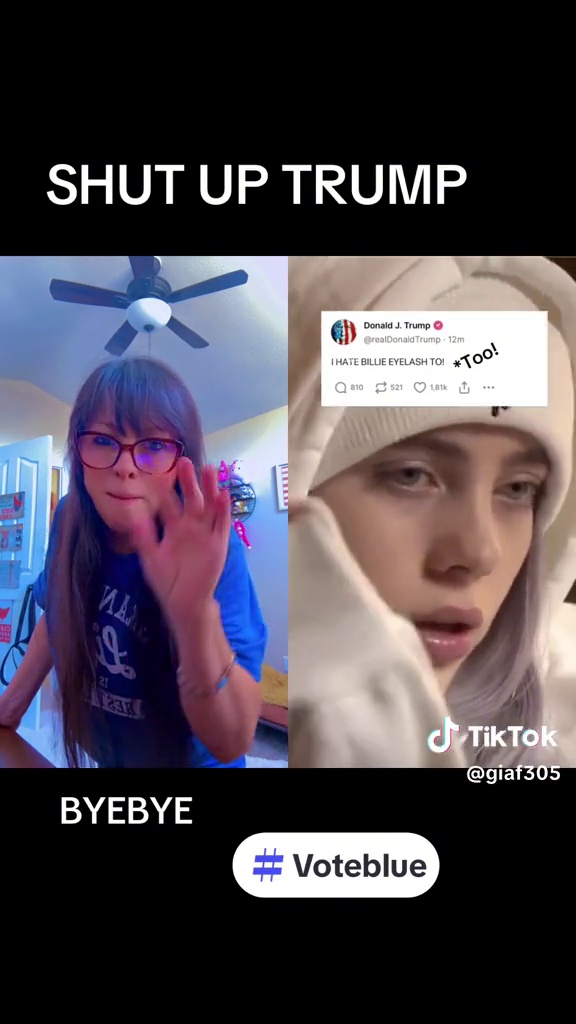 SHUT UP TRUMP
Donald J. Trump
@realDonaldTrump · 12m
I HATE BILLIE EYELASH TO! *Too!
810 521 1,81k
TikTok
@giaf305
BYEBYE
# Voteblue